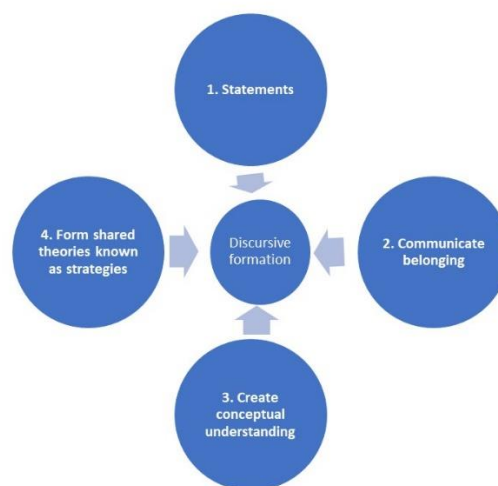 1. Statements
4. Form shared
theories known
as strategies
Discursive
formation
2. Communicate
belonging
3. Create
conceptual
understanding